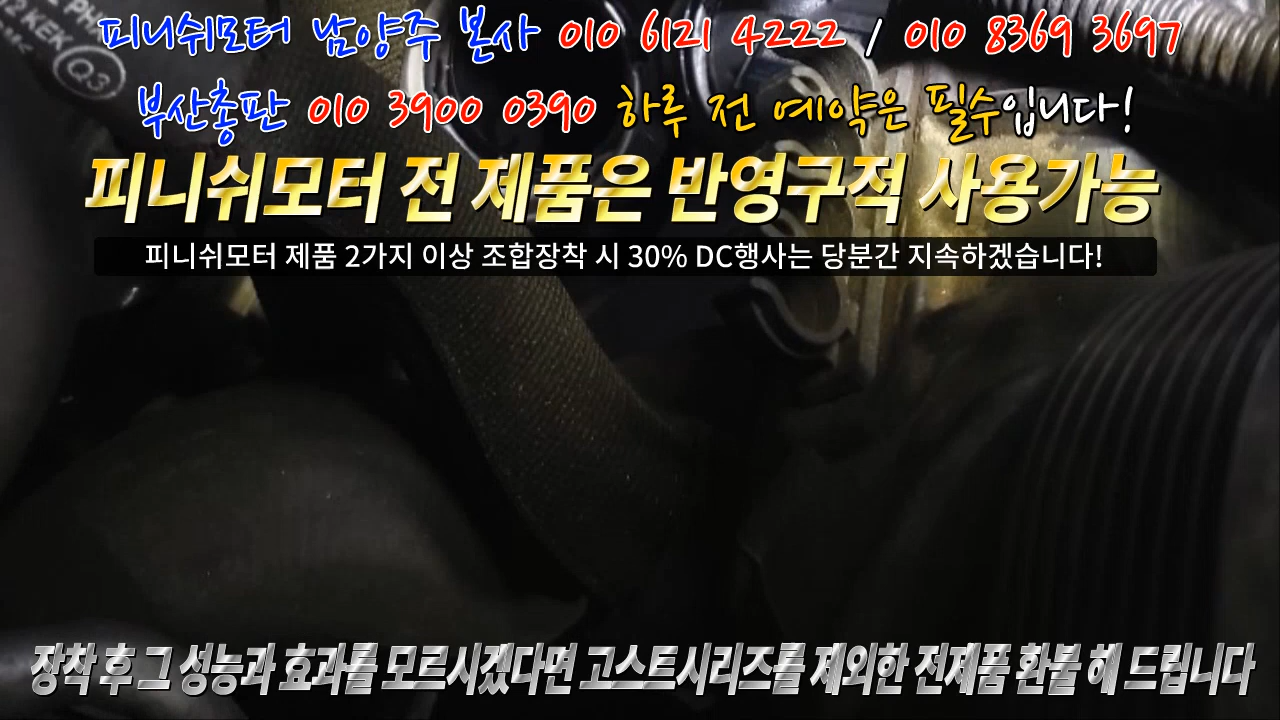 피니쉬모터 남양주 본사 010 6121 4222 / 010 8369 3697
부산총판 010 3900 0390 하루 전 예약은 필수입니다!
피니쉬모터 전 제품은 반영구적 사용가능
피니쉬모터 제품 2가지 이상 조합장착 시 30% DC행사는 당분간 지속하겠습니다!
장착 후 그 성능과 효과를 모르시겠다면 고스트시리즈를 제외한 전제품 환불 해 드립니다
KEK
Q3